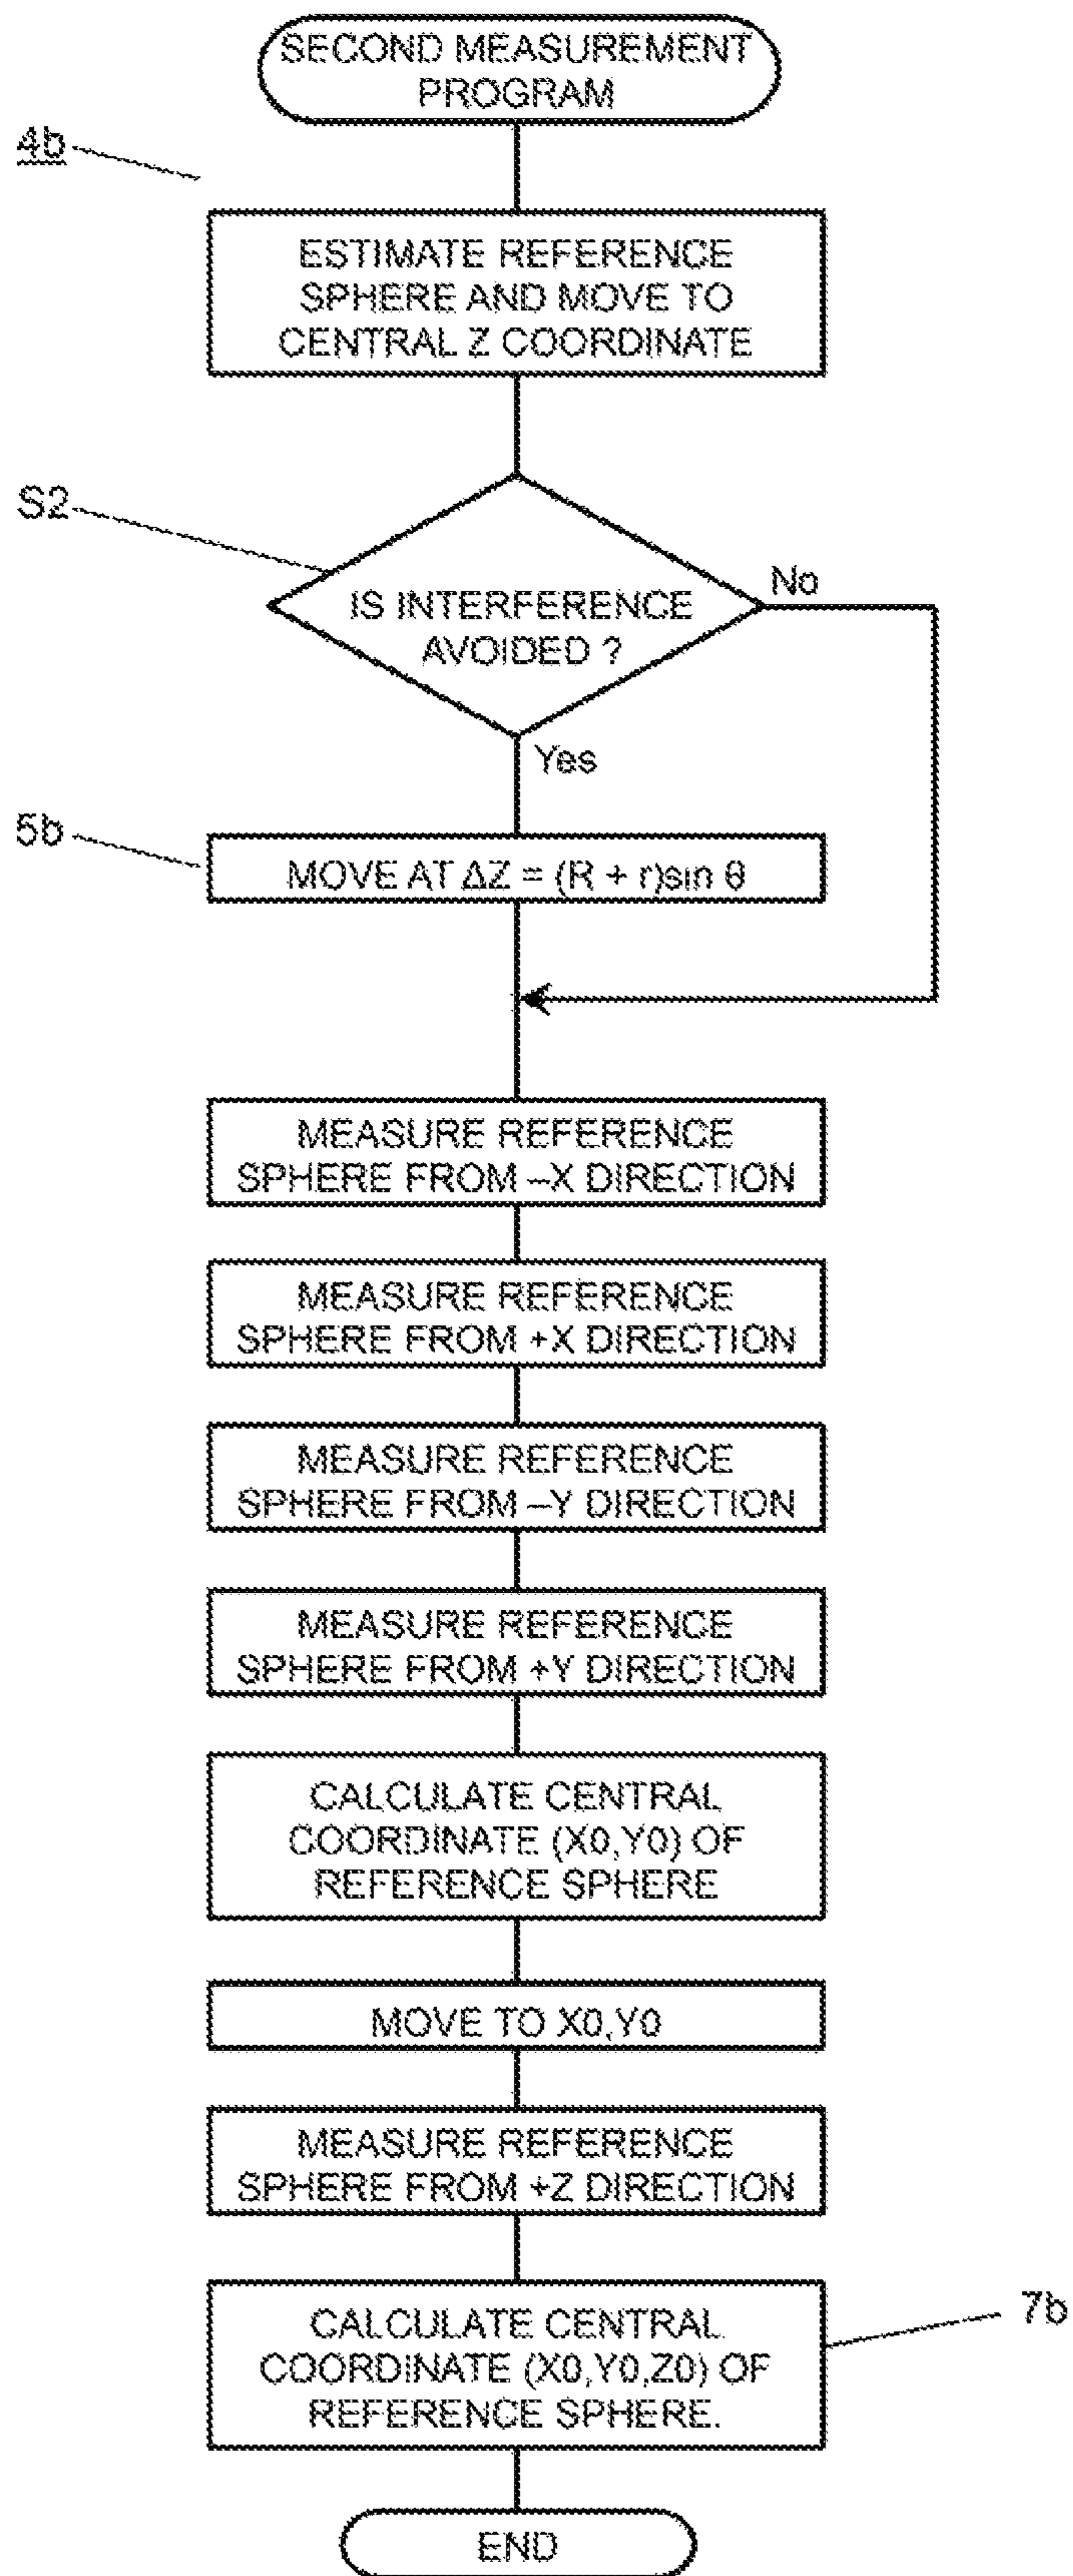 SECOND MEASUREMENT
PROGRAM
4b
ESTIMATE REFERENCE
SPHERE AND MOVE TO
CENTRAL Z COORDINATE
S2
IS INTERFERENCE
AVOIDED ?
No
Yes
5b
MOVE AT ΔZ = (R + r)sin θ
MEASURE REFERENCE
SPHERE FROM –X DIRECTION
MEASURE REFERENCE
SPHERE FROM +X DIRECTION
MEASURE REFERENCE
SPHERE FROM –Y DIRECTION
MEASURE REFERENCE
SPHERE FROM +Y DIRECTION
CALCULATE CENTRAL
COORDINATE (X0,Y0) OF
REFERENCE SPHERE
MOVE TO X0,Y0
MEASURE REFERENCE
SPHERE FROM +Z DIRECTION
CALCULATE CENTRAL
COORDINATE (X0,Y0,Z0) OF
REFERENCE SPHERE.
7b
END